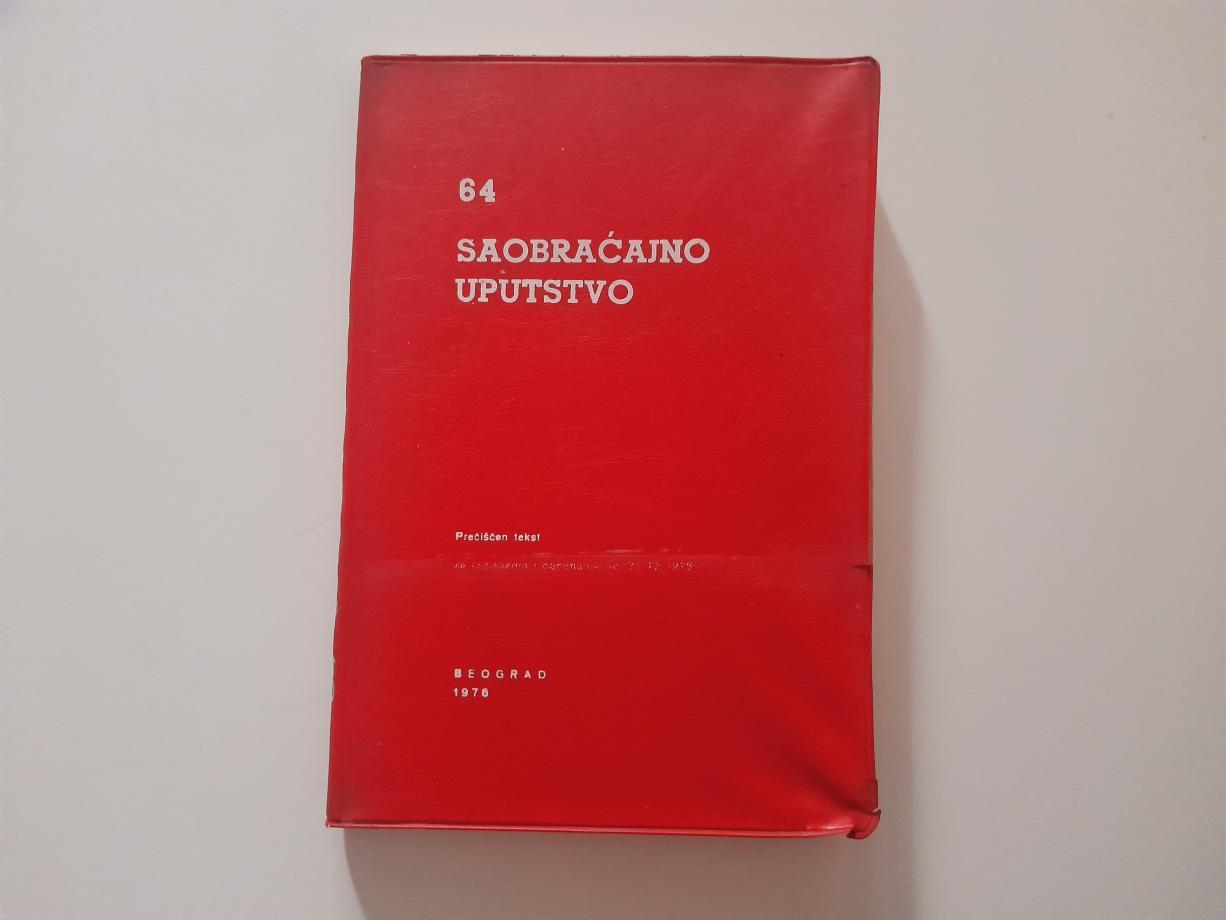 64
SAOBRAĆAJNO
UPUTSTVO
Prečišćen tekst
BEOGRAD
1976